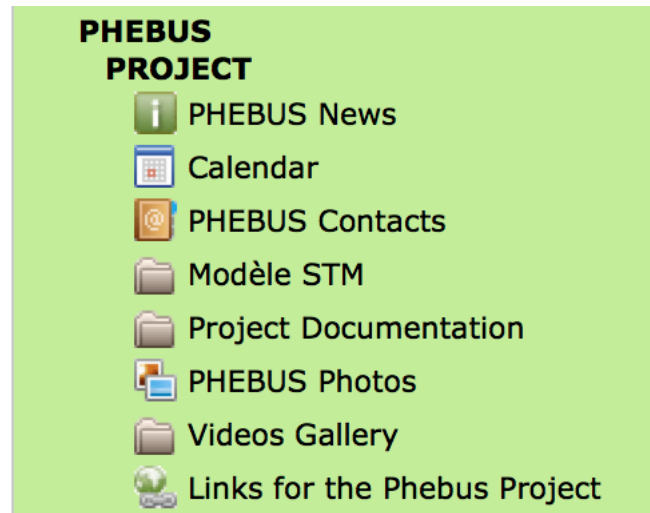 PHEBUS
PROJECT
PHEBUS News
Calendar
PHEBUS Contacts
Modèle STM
Project Documentation
PHEBUS Photos
Videos Gallery
Links for the Phebus Project